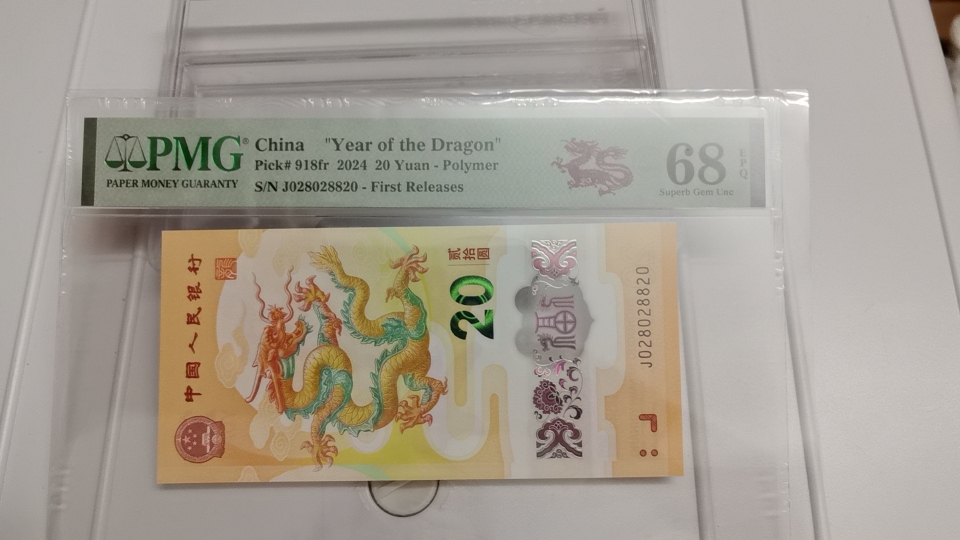 PMG®
PAPER MONEY GUARANTY
China "Year of the Dragon"
Pick# 918fr 2024 20 Yuan - Polymer
S/N J028028820 - First Releases
68
EPQ
Superb Gem Unc
中国人民银行
贰拾圆
20
J028028820